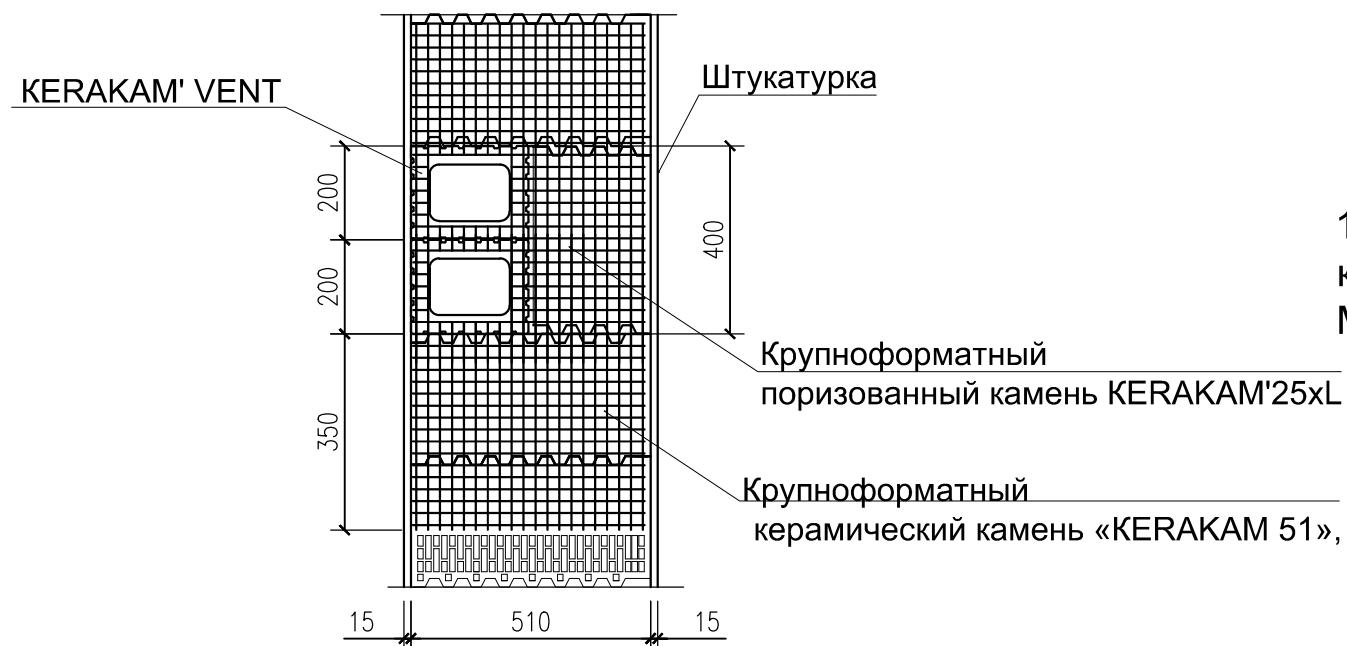 KERAKAM' VENT
Штукатурка
200
200
350
400
1
к
М
Крупноформатный
поризованный камень KERAKAM'25xL
Крупноформатный
керамический камень «KERAKAM 51»,
15
510
15